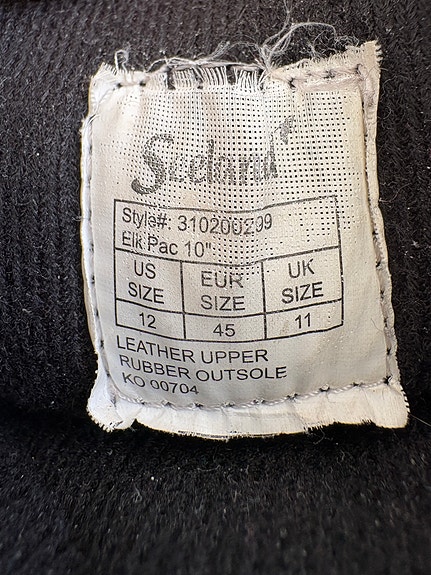 Seeland
Style#: 310200299
Elk Pac 10"
US SIZE EUR SIZE UK SIZE
12 45 11
LEATHER UPPER
RUBBER OUTSOLE
KO 00704